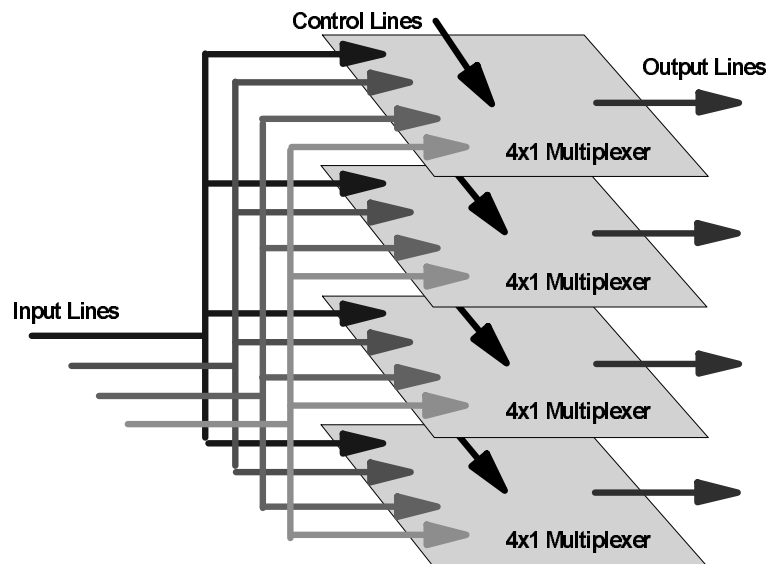 Control Lines
Output Lines
4x1 Multiplexer
4x1 Multiplexer
Input Lines
4x1 Multiplexer
4x1 Multiplexer